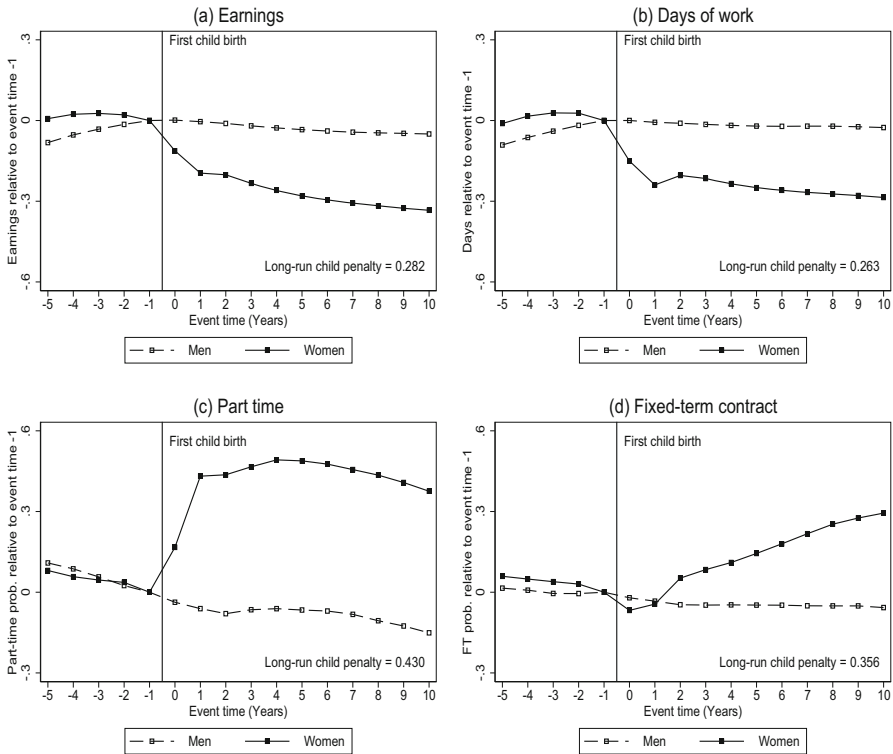 (a) Earnings
Earnings relative to event time -1
.3
0
-.3
-.6
First child birth
Long-run child penalty = 0.282
-5 -4 -3 -2 -1 0 1 2 3 4 5 6 7 8 9 10
Event time (Years)
Men Women
(b) Days of work
Days relative to event time -1
.3
0
-.3
-.6
First child birth
Long-run child penalty = 0.263
-5 -4 -3 -2 -1 0 1 2 3 4 5 6 7 8 9 10
Event time (Years)
Men Women
(c) Part time
Part-time prob. relative to event time -1
.6
.3
0
-.3
First child birth
Long-run child penalty = 0.430
-5 -4 -3 -2 -1 0 1 2 3 4 5 6 7 8 9 10
Event time (Years)
Men Women
(d) Fixed-term contract
FT prob. relative to event time -1
.6
.3
0
-.3
First child birth
Long-run child penalty = 0.356
-5 -4 -3 -2 -1 0 1 2 3 4 5 6 7 8 9 10
Event time (Years)
Men Women